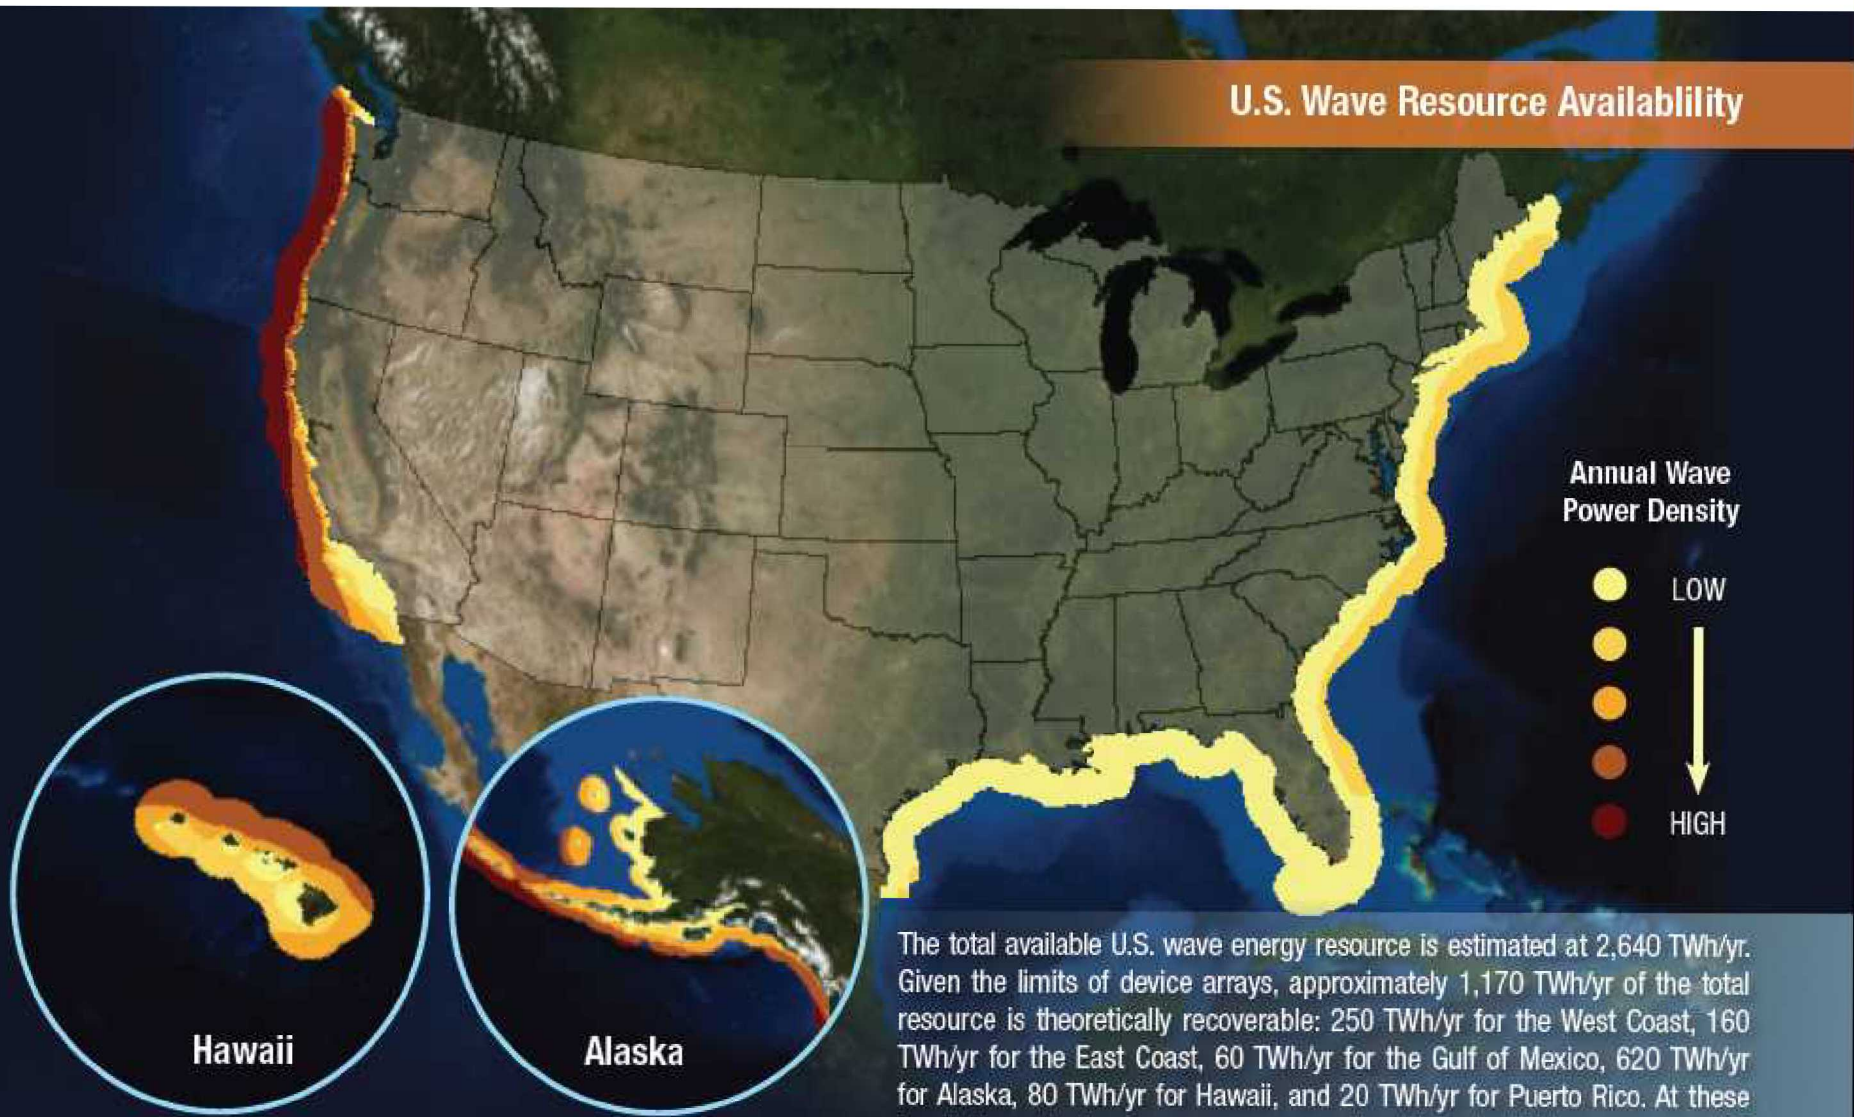 U.S. Wave Resource Availablility
Annual Wave
Power Density
LOW
HIGH
Hawaii
Alaska
The total available U.S. wave energy resource is estimated at 2,640 TWh/yr.
Given the limits of device arrays, approximately 1,170 TWh/yr of the total
resource is theoretically recoverable: 250 TWh/yr for the West Coast, 160
TWh/yr for the East Coast, 60 TWh/yr for the Gulf of Mexico, 620 TWh/yr
for Alaska, 80 TWh/yr for Hawaii, and 20 TWh/yr for Puerto Rico. At these